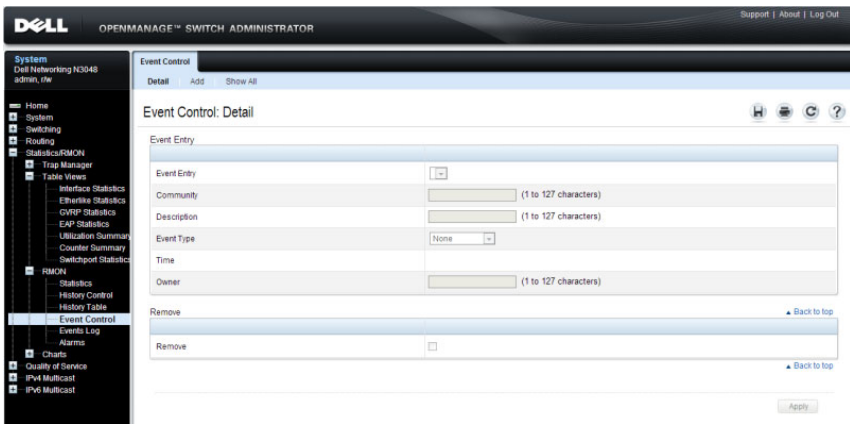 Support | About | Log Out
DELL OPENMANAGE™ SWITCH ADMINISTRATOR
System
Dell Networking N3048
admin, r/w
Home
System
Switching
Routing
Statistics/RMON
Trap Manager
Table Views
Interface Statistics
Etherlike Statistics
GVRP Statistics
EAP Statistics
Utilization Summary
Counter Summary
Switchport Statistics
RMON
Statistics
History Control
History Table
Event Control
Events Log
Alarms
Charts
Quality of Service
IPv4 Multicast
IPv6 Multicast
Event Control
Detail Add Show All
Event Control: Detail
Event Entry
Event Entry
Community (1 to 127 characters)
Description (1 to 127 characters)
Event Type None
Time
Owner (1 to 127 characters)
Remove Back to top
Remove
Back to top
Apply